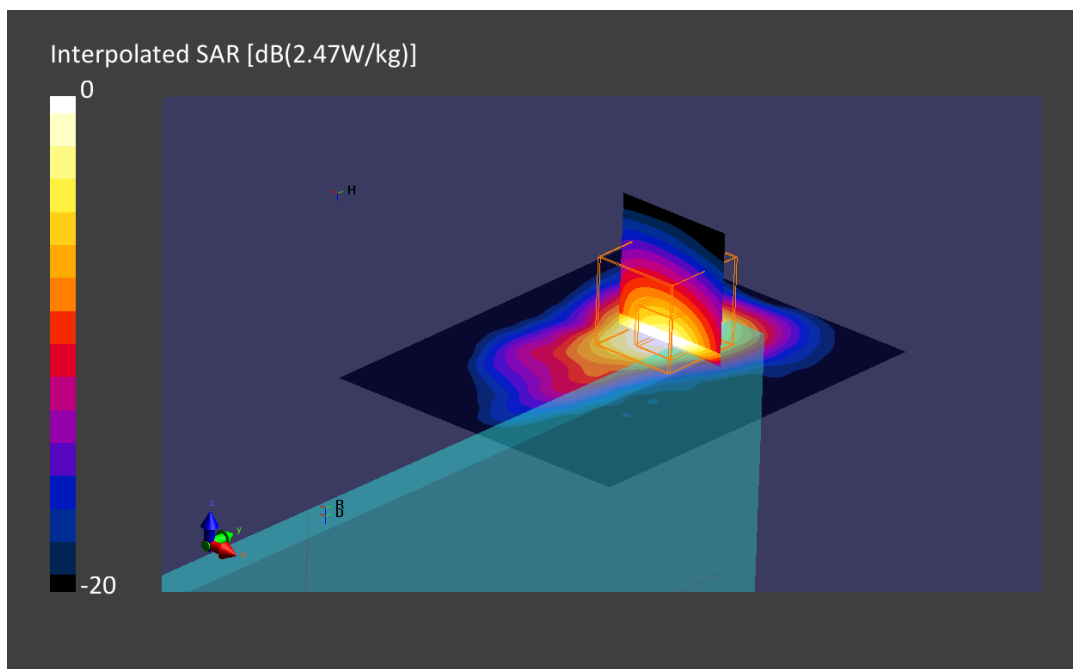 Interpolated SAR [dB(2.47W/kg)]
0
H
R
D
z
y
x
-20